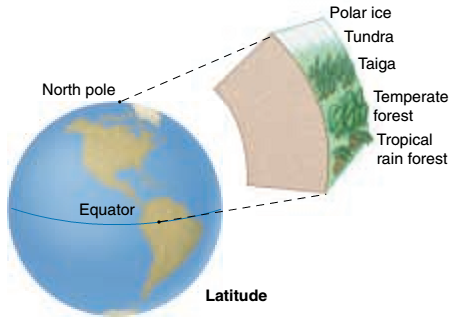 Polar ice
Tundra
Taiga
Temperate
forest
Tropical
rain forest
North pole
Equator
Latitude